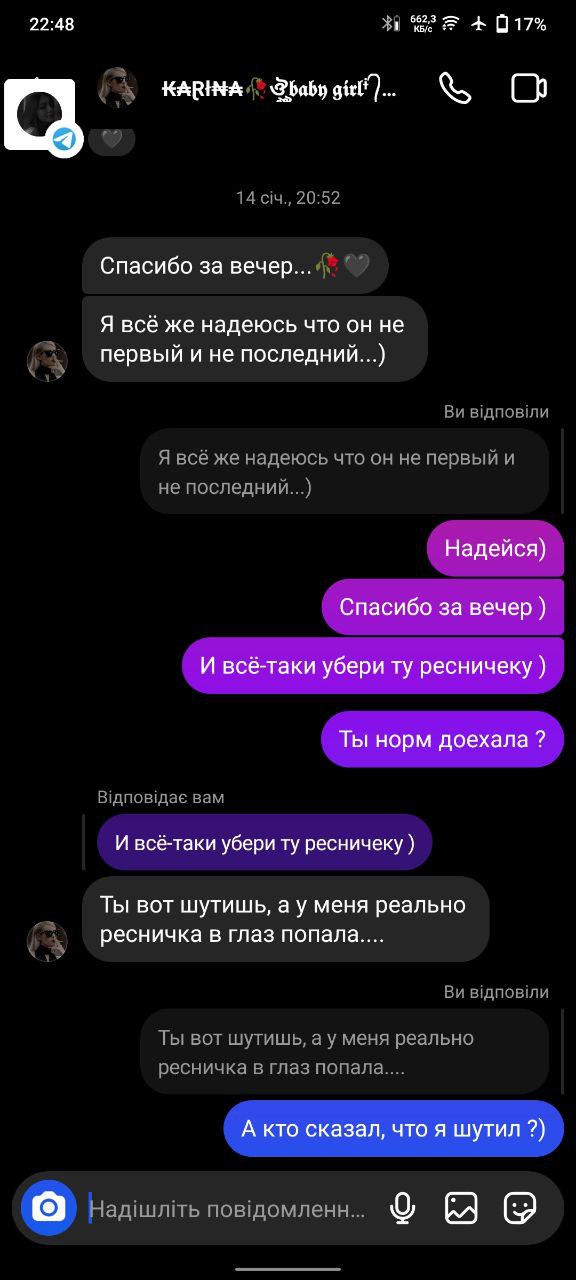 22:48
662,3
КБ/с
17%
₭₳Ɽł₦₳🥀 baby girl...
14 січ., 20:52
Спасибо за вечер...🥀🖤
Я всё же надеюсь что он не
первый и не последний...)
Ви відповіли
Я всё же надеюсь что он не первый и
не последний...)
Надейся)
Спасибо за вечер )
И всё-таки убери ту ресничеку )
Ты норм доехала ?
Відповідає вам
И всё-таки убери ту ресничеку )
Ты вот шутишь, а у меня реально
ресничка в глаз попала....
Ви відповіли
Ты вот шутишь, а у меня реально
ресничка в глаз попала....
А кто сказал, что я шутил ?)
Надішліть повідомленн...